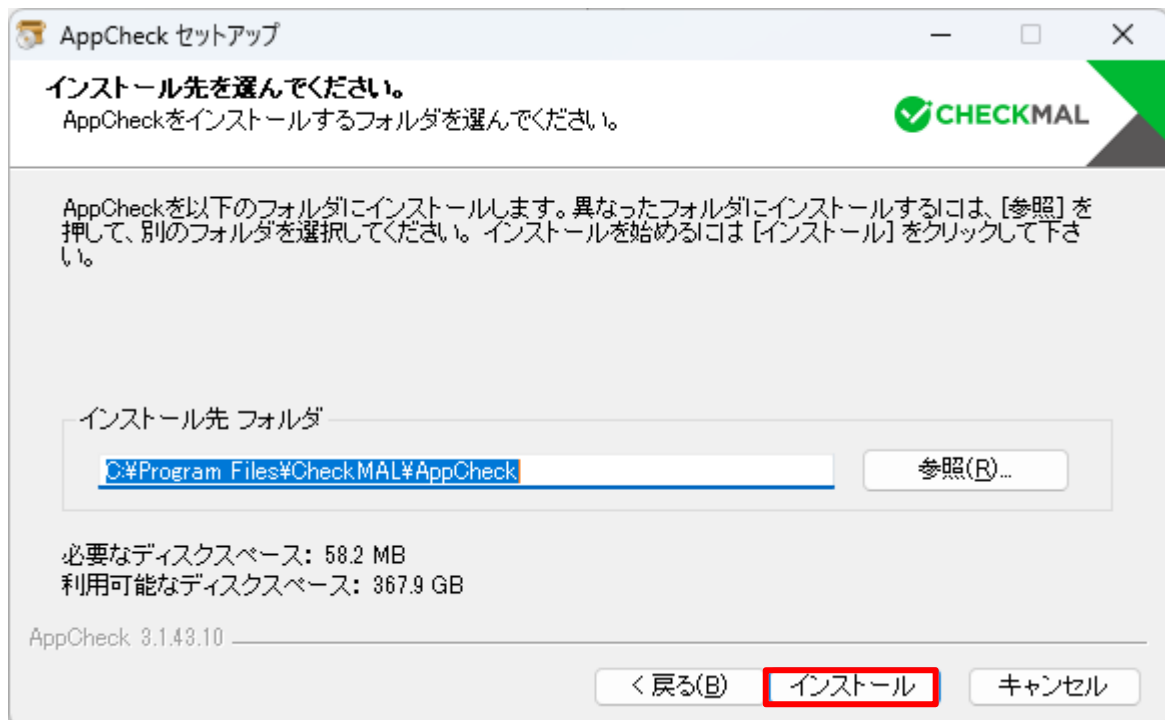 AppCheck セットアップ
インストール先を選んでください。
AppCheckをインストールするフォルダを選んでください。
CHECKMAL
AppCheckを以下のフォルダにインストールします。異なったフォルダにインストールするには、[参照] を
押して、別のフォルダを選択してください。 インストールを始めるには [インストール] をクリックして下さ
い。
インストール先 フォルダ
C:¥Program Files¥CheckMAL¥AppCheck
参照(R)...
必要なディスクスペース: 58.2 MB
利用可能なディスクスペース: 367.9 GB
AppCheck 3.1.43.10
< 戻る(B)
インストール
キャンセル